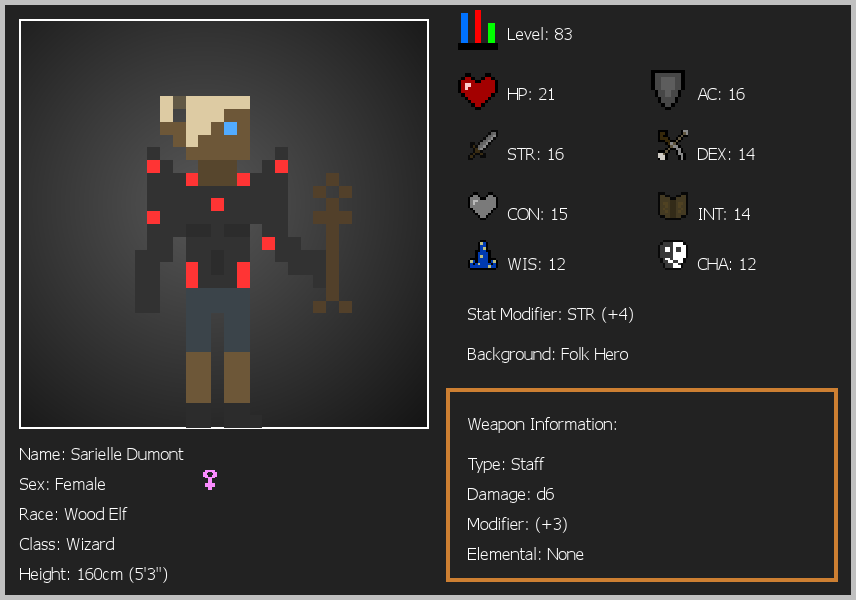 Level: 83
HP: 21
AC: 16
STR: 16
DEX: 14
CON: 15
INT: 14
WIS: 12
CHA: 12
Stat Modifier: STR (+4)
Background: Folk Hero
Weapon Information:
Type: Staff
Damage: d6
Modifier: (+3)
Elemental: None
Name: Sarielle Dumont
Sex: Female
Race: Wood Elf
Class: Wizard
Height: 160cm (5'3")